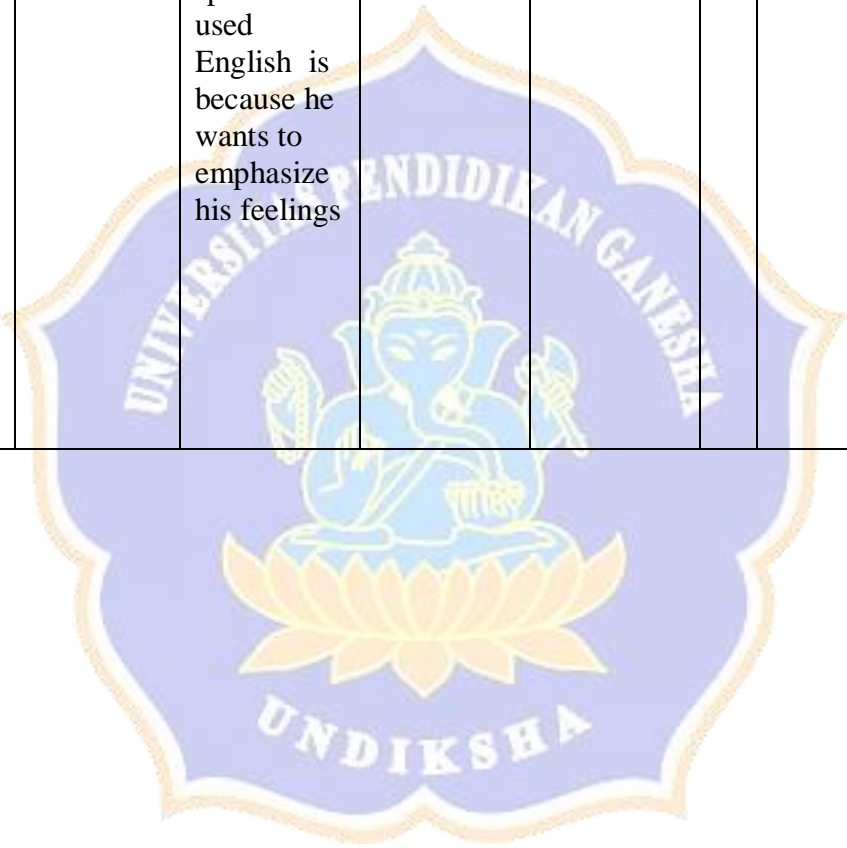 used
English is
because he
wants to
emphasize
his feelings
UNIVERSITAS PENDIDIKAN GANESHA
UNDIKSHA